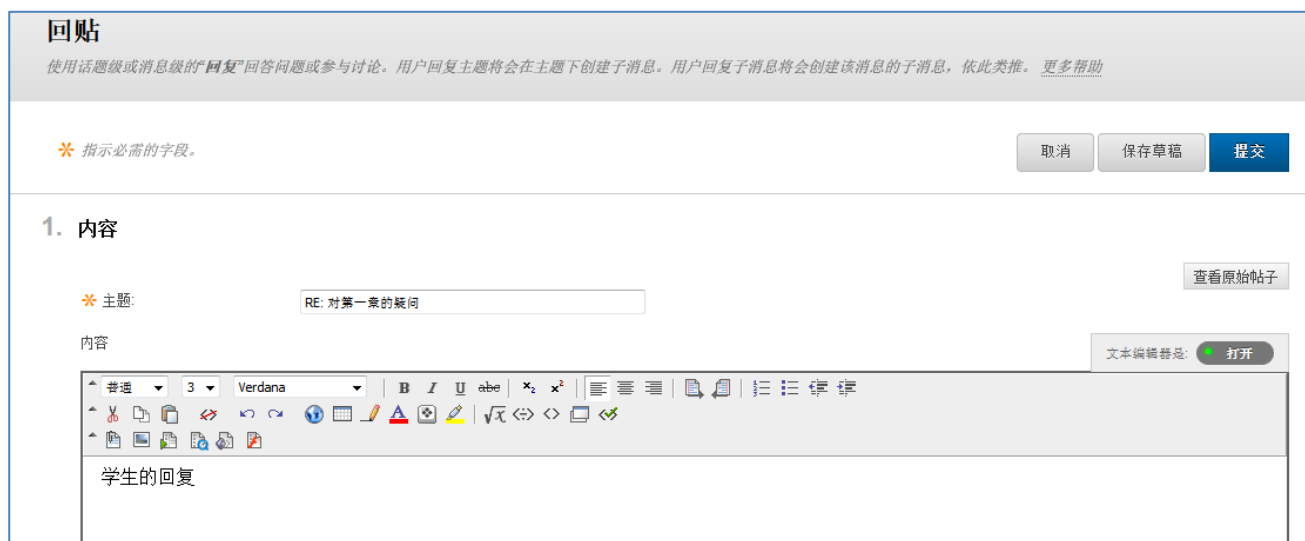 回贴
使用话题级或消息级的“回复”回答问题或参与讨论。用户回复主题将会在主题下创建子消息。用户回复子消息将会创建该消息的子消息，依此类推。 更多帮助
指示必需的字段。
取消 保存草稿 提交
1. 内容
查看原始帖子
主题: RE: 对第一章的疑问
内容
文本编辑器是: 打开
普通 3 Verdana B I U abc x₂ x²
学生的回复